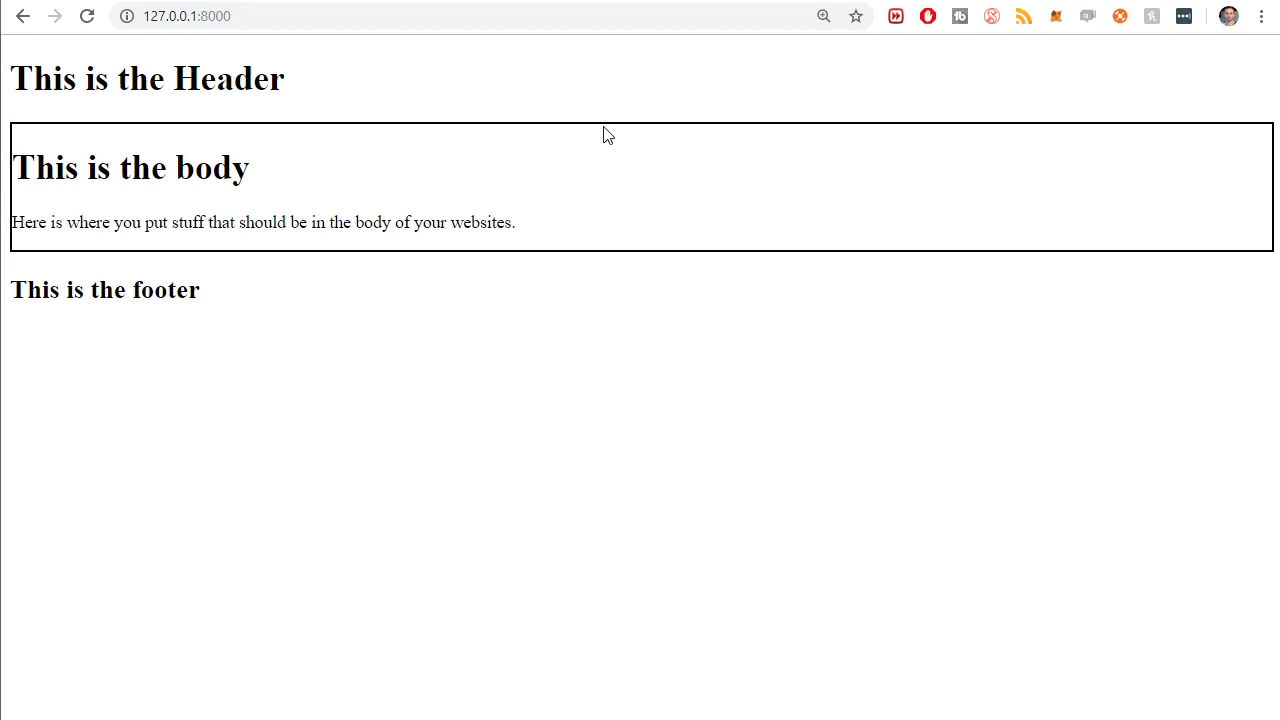 127.0.0.1:8000
This is the Header
This is the body
Here is where you put stuff that should be in the body of your websites.
This is the footer